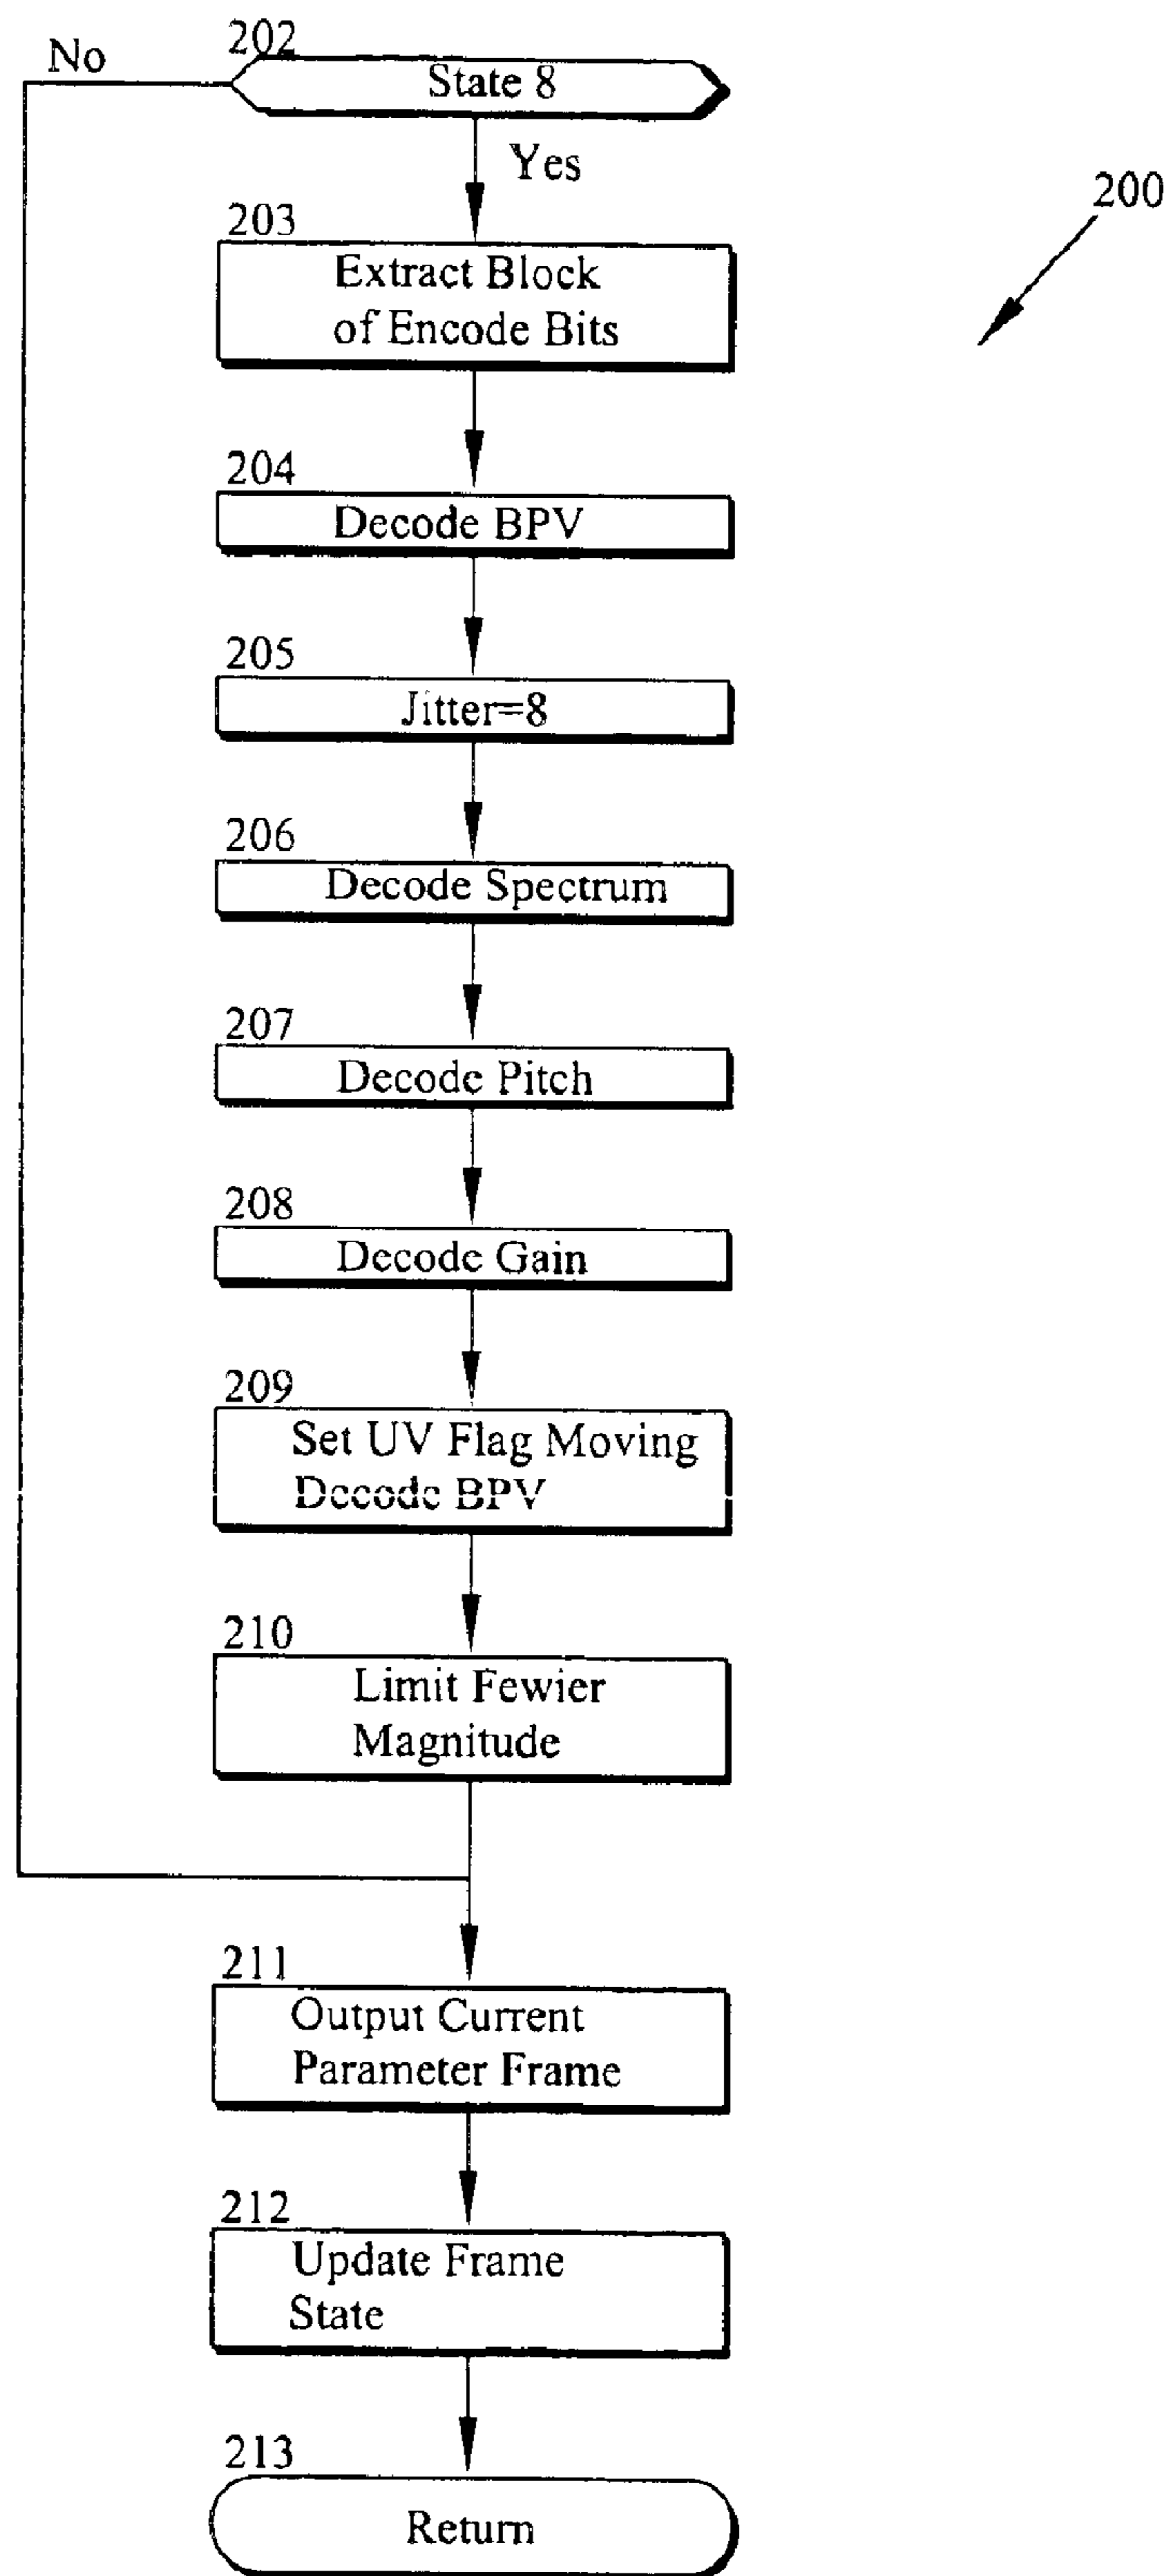 No
202
State 8
Yes
200
203
Extract Block
of Encode Bits
204
Decode BPV
205
Jitter=8
206
Decode Spectrum
207
Decode Pitch
208
Decode Gain
209
Set UV Flag Moving
Decode BPV
210
Limit Fewier
Magnitude
211
Output Current
Parameter Frame
212
Update Frame
State
213
Return